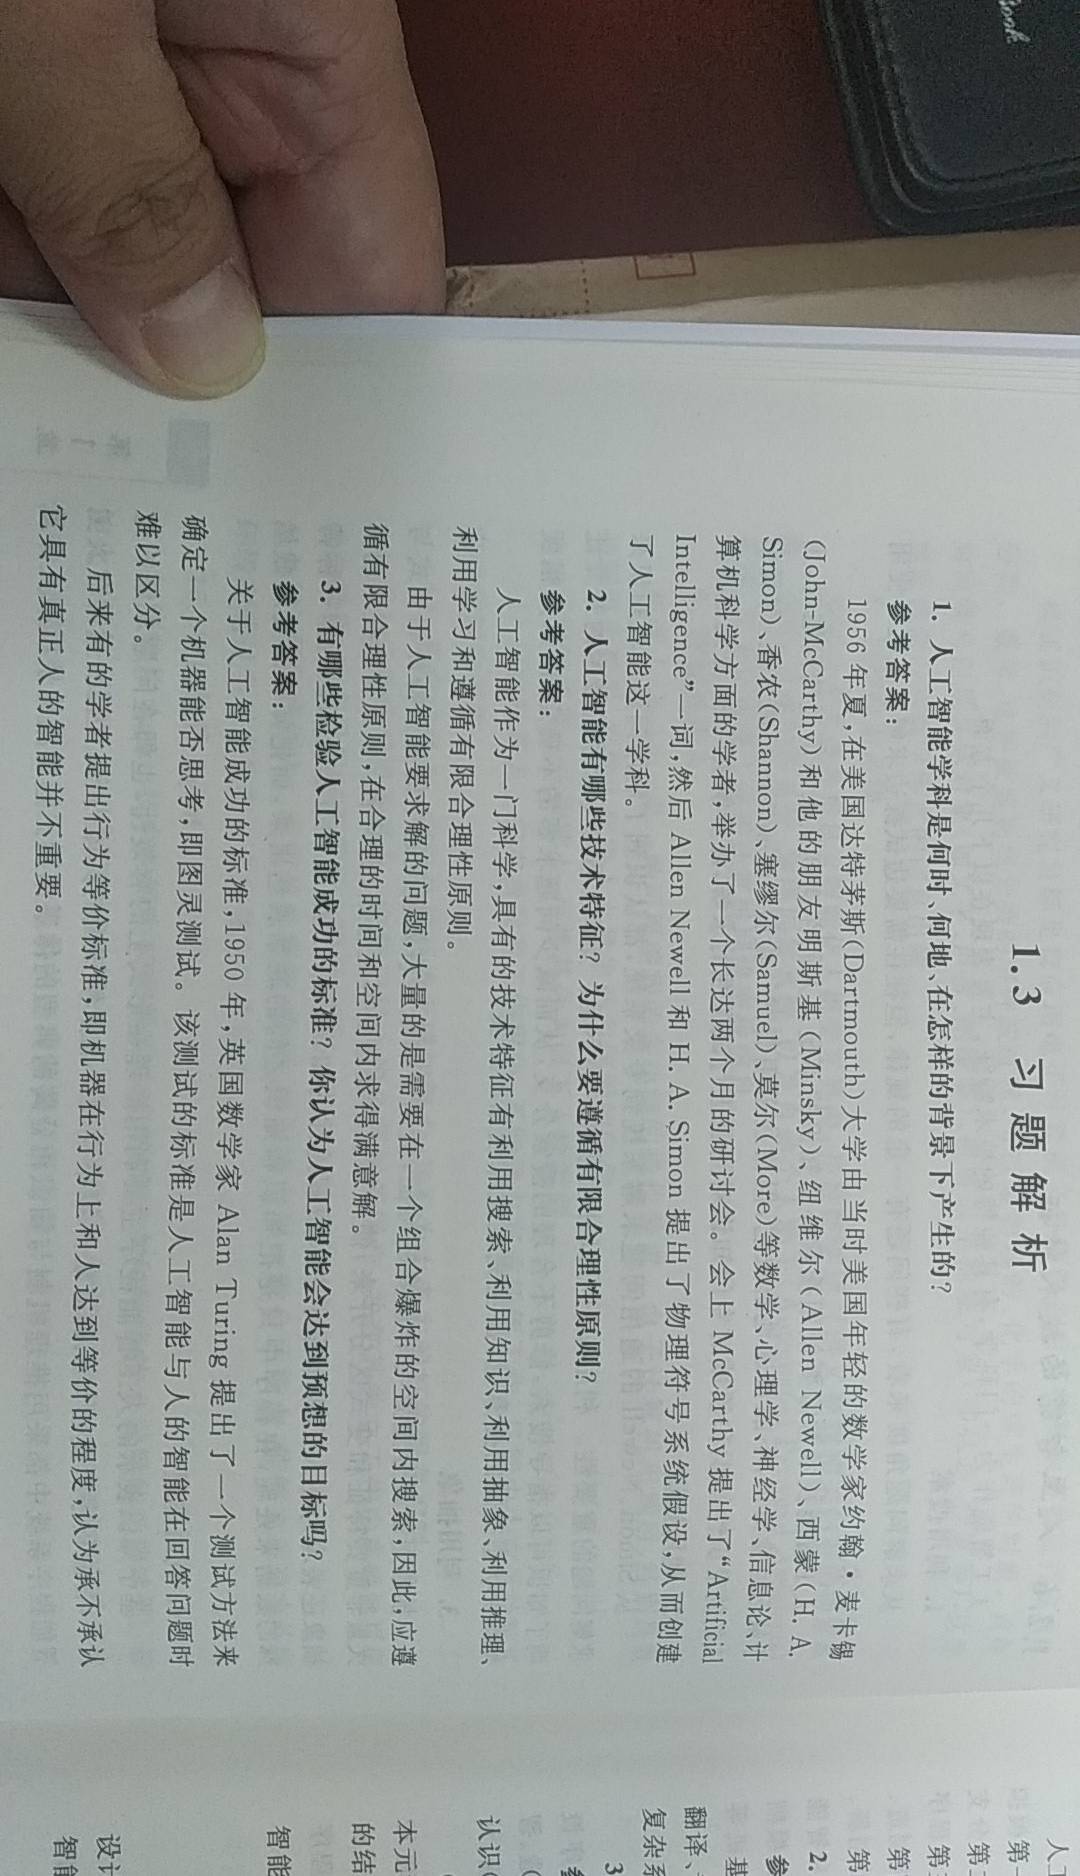 1.3 习题解析
1. 人工智能学科是何时、何地、在怎样的背景下产生的?
参考答案:
1956 年夏,在美国达特茅斯(Dartmouth)大学由当时美国年轻的数学家约翰·麦卡锡
(John-McCarthy)和他的朋友明斯基(Minsky)、纽维尔(Allen Newell)、西蒙(H. A.
Simon)、香农(Shannon)、塞缪尔(Samuel)、莫尔(More)等数学、心理学、神经学、信息论、计
算机科学方面的学者,举办了一个长达两个月的研讨会。会上 McCarthy 提出了“Artificial
Intelligence”一词,然后 Allen Newell 和 H. A. Simon 提出了物理符号系统假设,从而创建
了人工智能这一学科。
2. 人工智能有哪些技术特征? 为什么要遵循有限合理性原则?
参考答案:
人工智能作为一门科学,具有的技术特征有利用搜索、利用知识、利用抽象、利用推理、
利用学习和遵循有限合理性原则。
由于人工智能要求解的问题,大量的是需要在一个组合爆炸的空间内搜索,因此,应遵
循有限合理性原则,在合理的时间和空间内求得满意解。
3. 有哪些检验人工智能成功的标准? 你认为人工智能会达到预想的目标吗?
参考答案:
关于人工智能成功的标准,1950 年,英国数学家 Alan Turing 提出了一个测试方法来
确定一个机器能否思考,即图灵测试。该测试的标准是人工智能与人的智能在回答问题时
难以区分。
后来有的学者提出行为等价标准,即机器在行为上和人达到等价的程度,认为承不承认
它具有真正人的智能并不重要。
第
第
第
第
第
2.
翻译、
复杂系
3
认识
本元
的结
智能
设计
智能